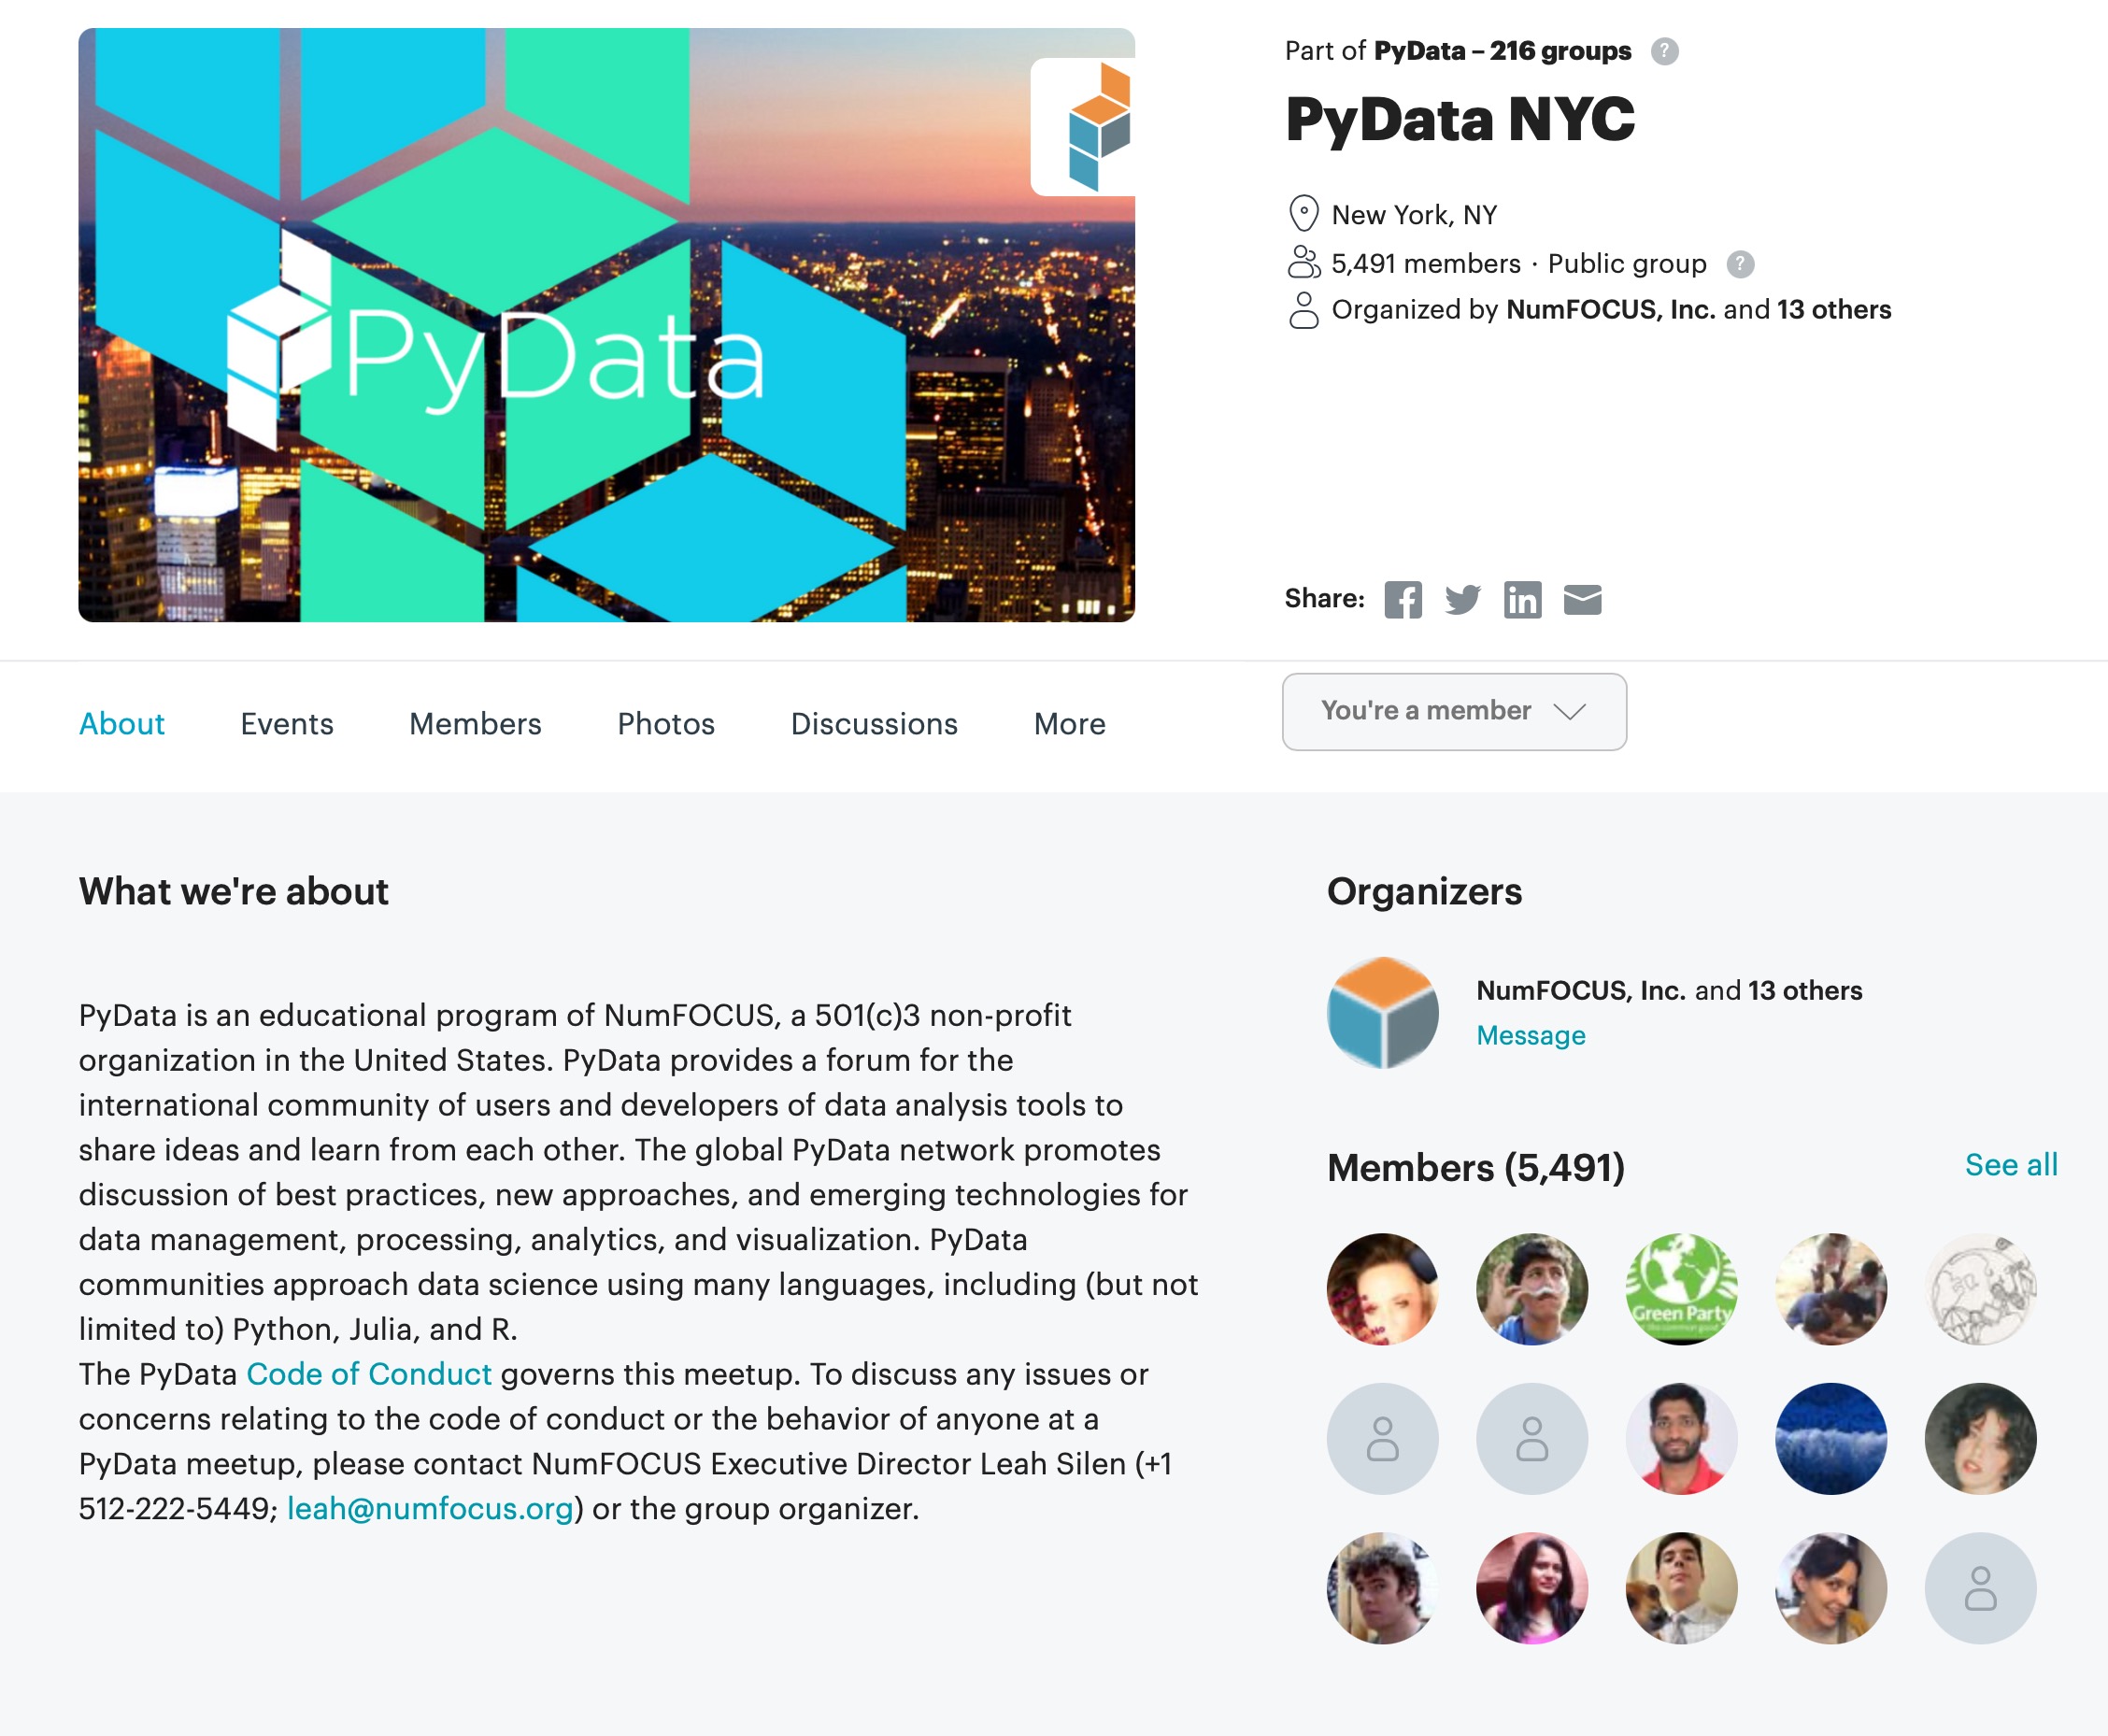 PyData
Part of PyData – 216 groups ?
PyData NYC
New York, NY
5,491 members · Public group ?
Organized by NumFOCUS, Inc. and 13 others
Share:
About Events Members Photos Discussions More
You're a member
What we're about
PyData is an educational program of NumFOCUS, a 501(c)3 non-profit
organization in the United States. PyData provides a forum for the
international community of users and developers of data analysis tools to
share ideas and learn from each other. The global PyData network promotes
discussion of best practices, new approaches, and emerging technologies for
data management, processing, analytics, and visualization. PyData
communities approach data science using many languages, including (but not
limited to) Python, Julia, and R.
The PyData Code of Conduct governs this meetup. To discuss any issues or
concerns relating to the code of conduct or the behavior of anyone at a
PyData meetup, please contact NumFOCUS Executive Director Leah Silen (+1
512-222-5449; leah@numfocus.org) or the group organizer.
Organizers
NumFOCUS, Inc. and 13 others
Message
Members (5,491)
See all
Green Party